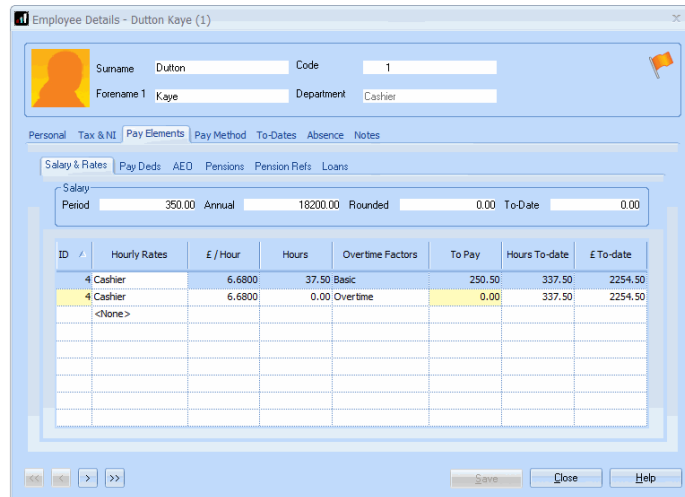 Employee Details - Dutton Kaye (1)
Surname Dutton Code 1
Forename 1 Kaye Department Cashier
Personal Tax & NI Pay Elements Pay Method To-Dates Absence Notes
Salary & Rates Pay Deds AEO Pensions Pension Refs Loans
Salary
Period 350.00 Annual 18200.00 Rounded 0.00 To-Date 0.00
ID Hourly Rates £ / Hour Hours Overtime Factors To Pay Hours To-date £ To-date
4 Cashier 6.6800 37.50 Basic 250.50 337.50 2254.50
4 Cashier 6.6800 0.00 Overtime 0.00 337.50 2254.50
<None>
<< < > >> Save Close Help